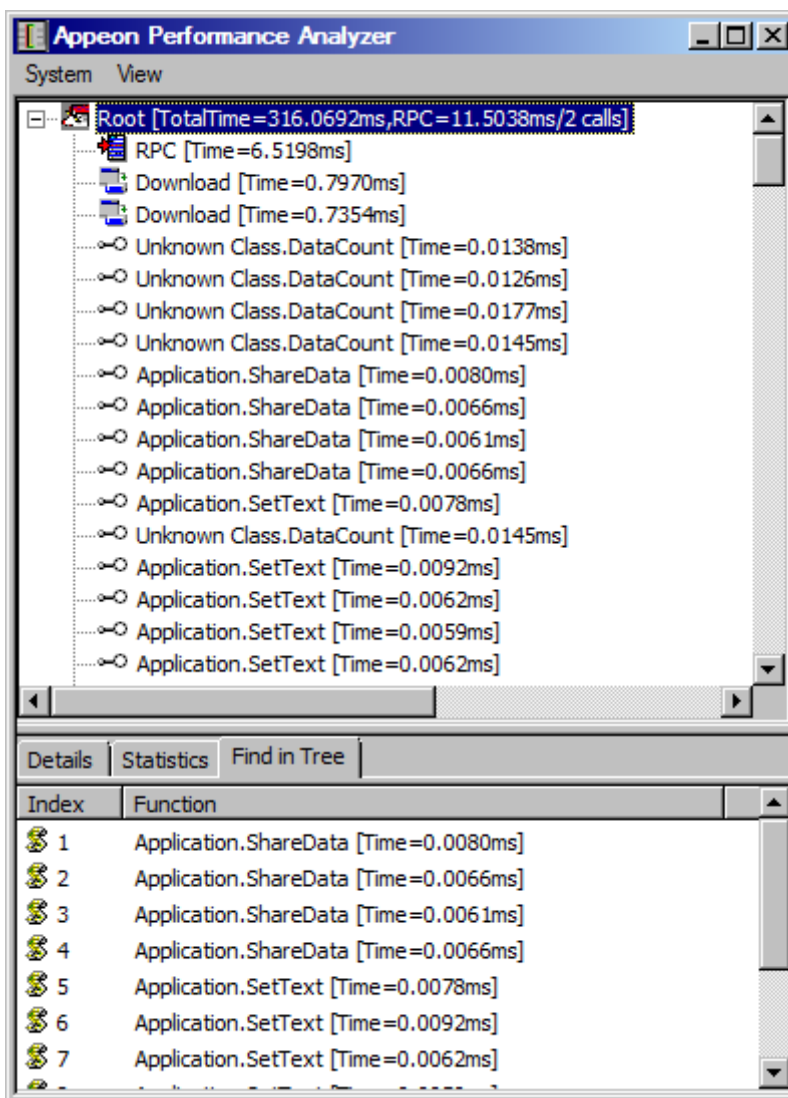 Appeon Performance Analyzer
System View
Root [TotalTime=316.0692ms,RPC=11.5038ms/2 calls]
RPC [Time=6.5198ms]
Download [Time=0.7970ms]
Download [Time=0.7354ms]
Unknown Class.DataCount [Time=0.0138ms]
Unknown Class.DataCount [Time=0.0126ms]
Unknown Class.DataCount [Time=0.0177ms]
Unknown Class.DataCount [Time=0.0145ms]
Application.ShareData [Time=0.0080ms]
Application.ShareData [Time=0.0066ms]
Application.ShareData [Time=0.0061ms]
Application.ShareData [Time=0.0066ms]
Application.SetText [Time=0.0078ms]
Unknown Class.DataCount [Time=0.0145ms]
Application.SetText [Time=0.0092ms]
Application.SetText [Time=0.0062ms]
Application.SetText [Time=0.0059ms]
Application.SetText [Time=0.0062ms]
Details Statistics Find in Tree
Index Function
1 Application.ShareData [Time=0.0080ms]
2 Application.ShareData [Time=0.0066ms]
3 Application.ShareData [Time=0.0061ms]
4 Application.ShareData [Time=0.0066ms]
5 Application.SetText [Time=0.0078ms]
6 Application.SetText [Time=0.0092ms]
7 Application.SetText [Time=0.0062ms]